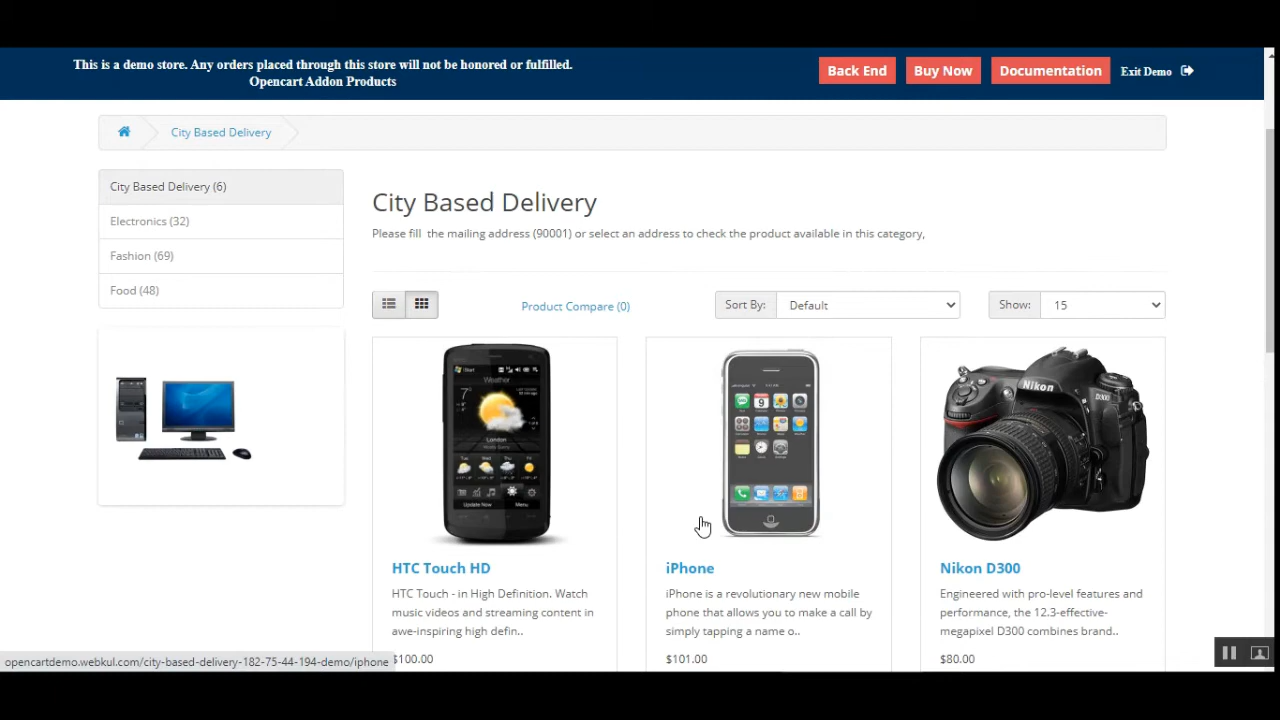 This is a demo store. Any orders placed through this store will not be honored or fulfilled.
Opencart Addon Products
Back End
Buy Now
Documentation
Exit Demo
City Based Delivery
City Based Delivery (6)
Electronics (32)
Fashion (69)
Food (48)
City Based Delivery
Please fill the mailing address (90001) or select an address to check the product available in this category,
Product Compare (0)
Sort By:
Default
Show:
15
Weather
London
Update Now
Menu
Nikon
D300
HTC Touch HD
HTC Touch - in High Definition. Watch
music videos and streaming content in
awe-inspiring high defin..
$100.00
iPhone
iPhone is a revolutionary new mobile
phone that allows you to make a call by
simply tapping a name o..
$101.00
Nikon D300
Engineered with pro-level features and
performance, the 12.3-effective-
megapixel D300 combines brand..
$80.00
opencartdemo.webkul.com/city-based-delivery-182-75-44-194-demo/iphone